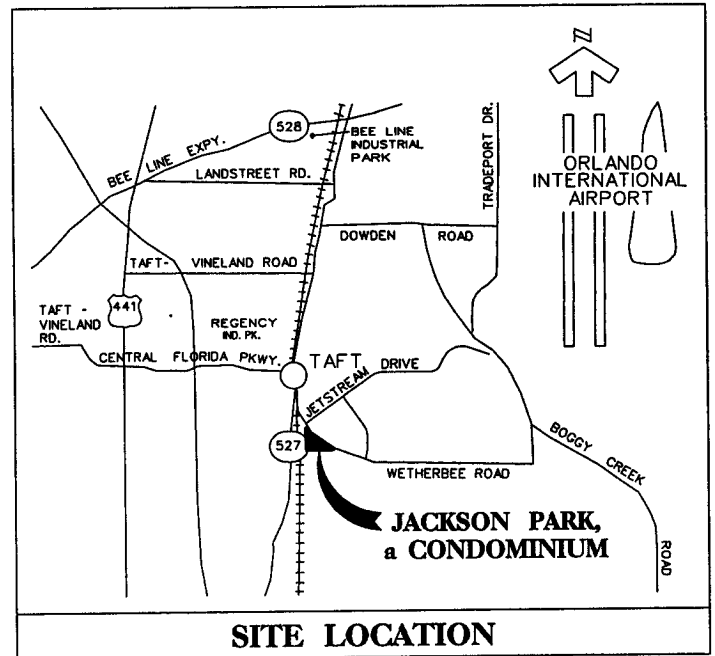 N
528
BEE LINE
INDUSTRIAL
PARK
BEE LINE EXPY.
LANDSTREET RD.
TRADEPORT DR.
ORLANDO
INTERNATIONAL
AIRPORT
DOWDEN ROAD
TAFT- VINELAND ROAD
441
TAFT -
VINELAND
RD.
REGENCY
IND. PK.
CENTRAL FLORIDA PKWY.
TAFT
JETSTREAM DRIVE
527
WETHERBEE ROAD
BOGGY CREEK
ROAD
JACKSON PARK,
a CONDOMINIUM
SITE LOCATION